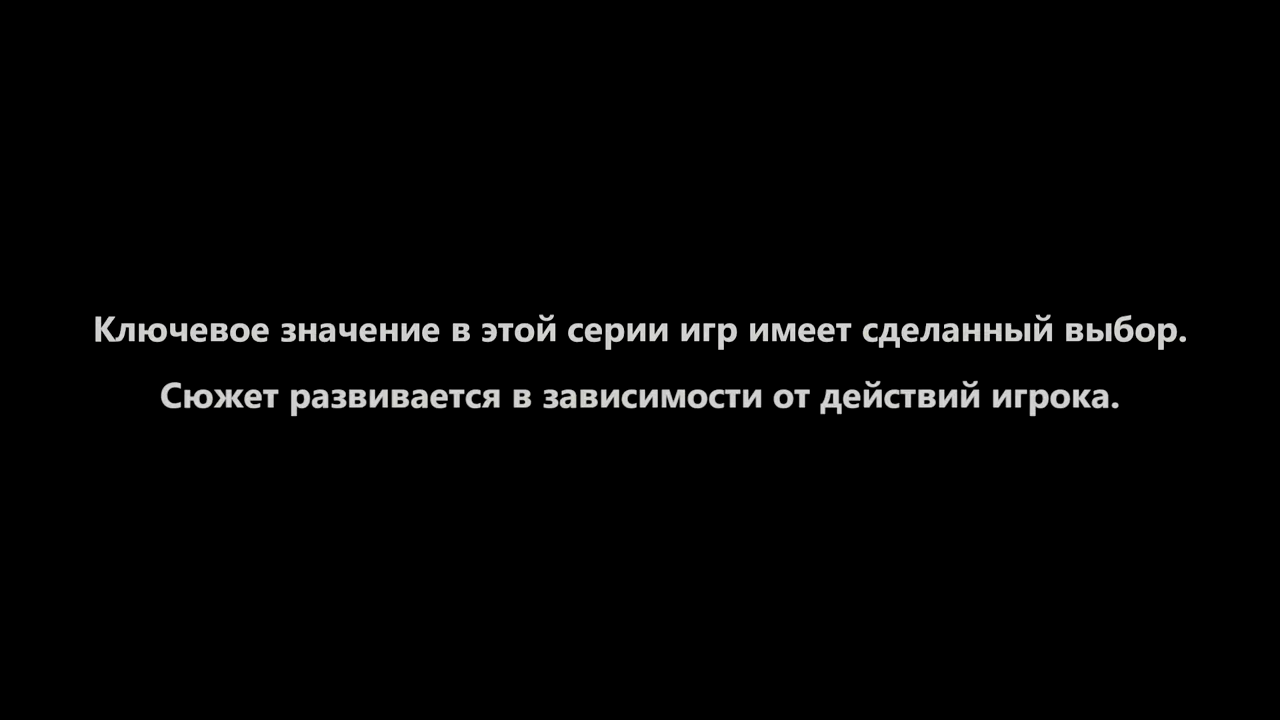 Ключевое значение в этой серии игр имеет сделанный выбор.
Сюжет развивается в зависимости от действий игрока.